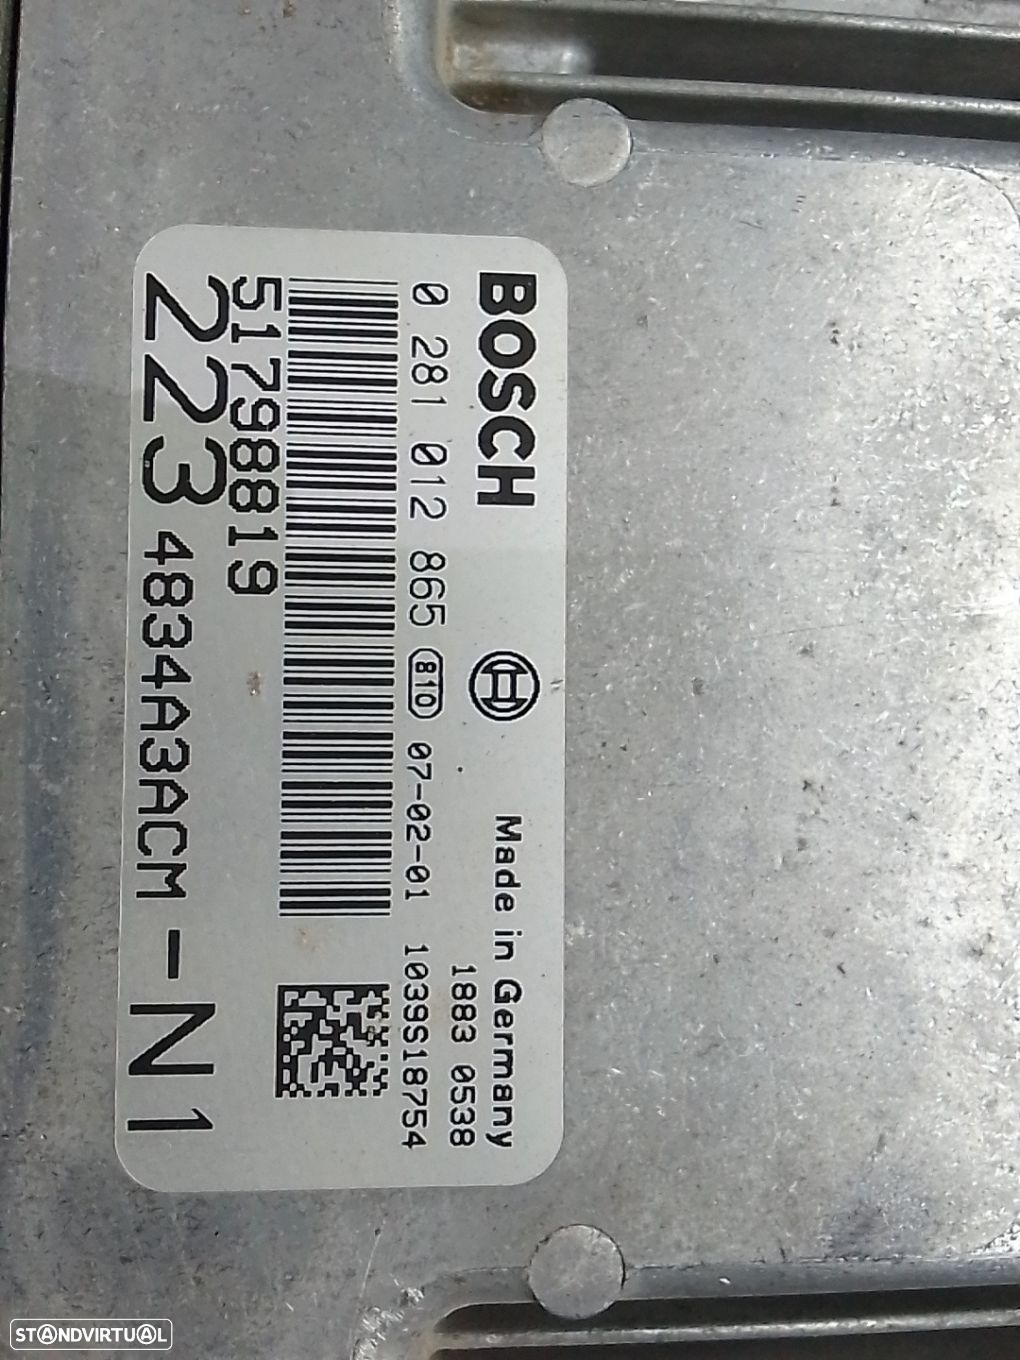 BOSCH
Made in Germany
1883 0538
0 281 012 865 810 07-02-01 1039S18754
51798819
223 4834A3ACM - N1
STANDVIRTUAL